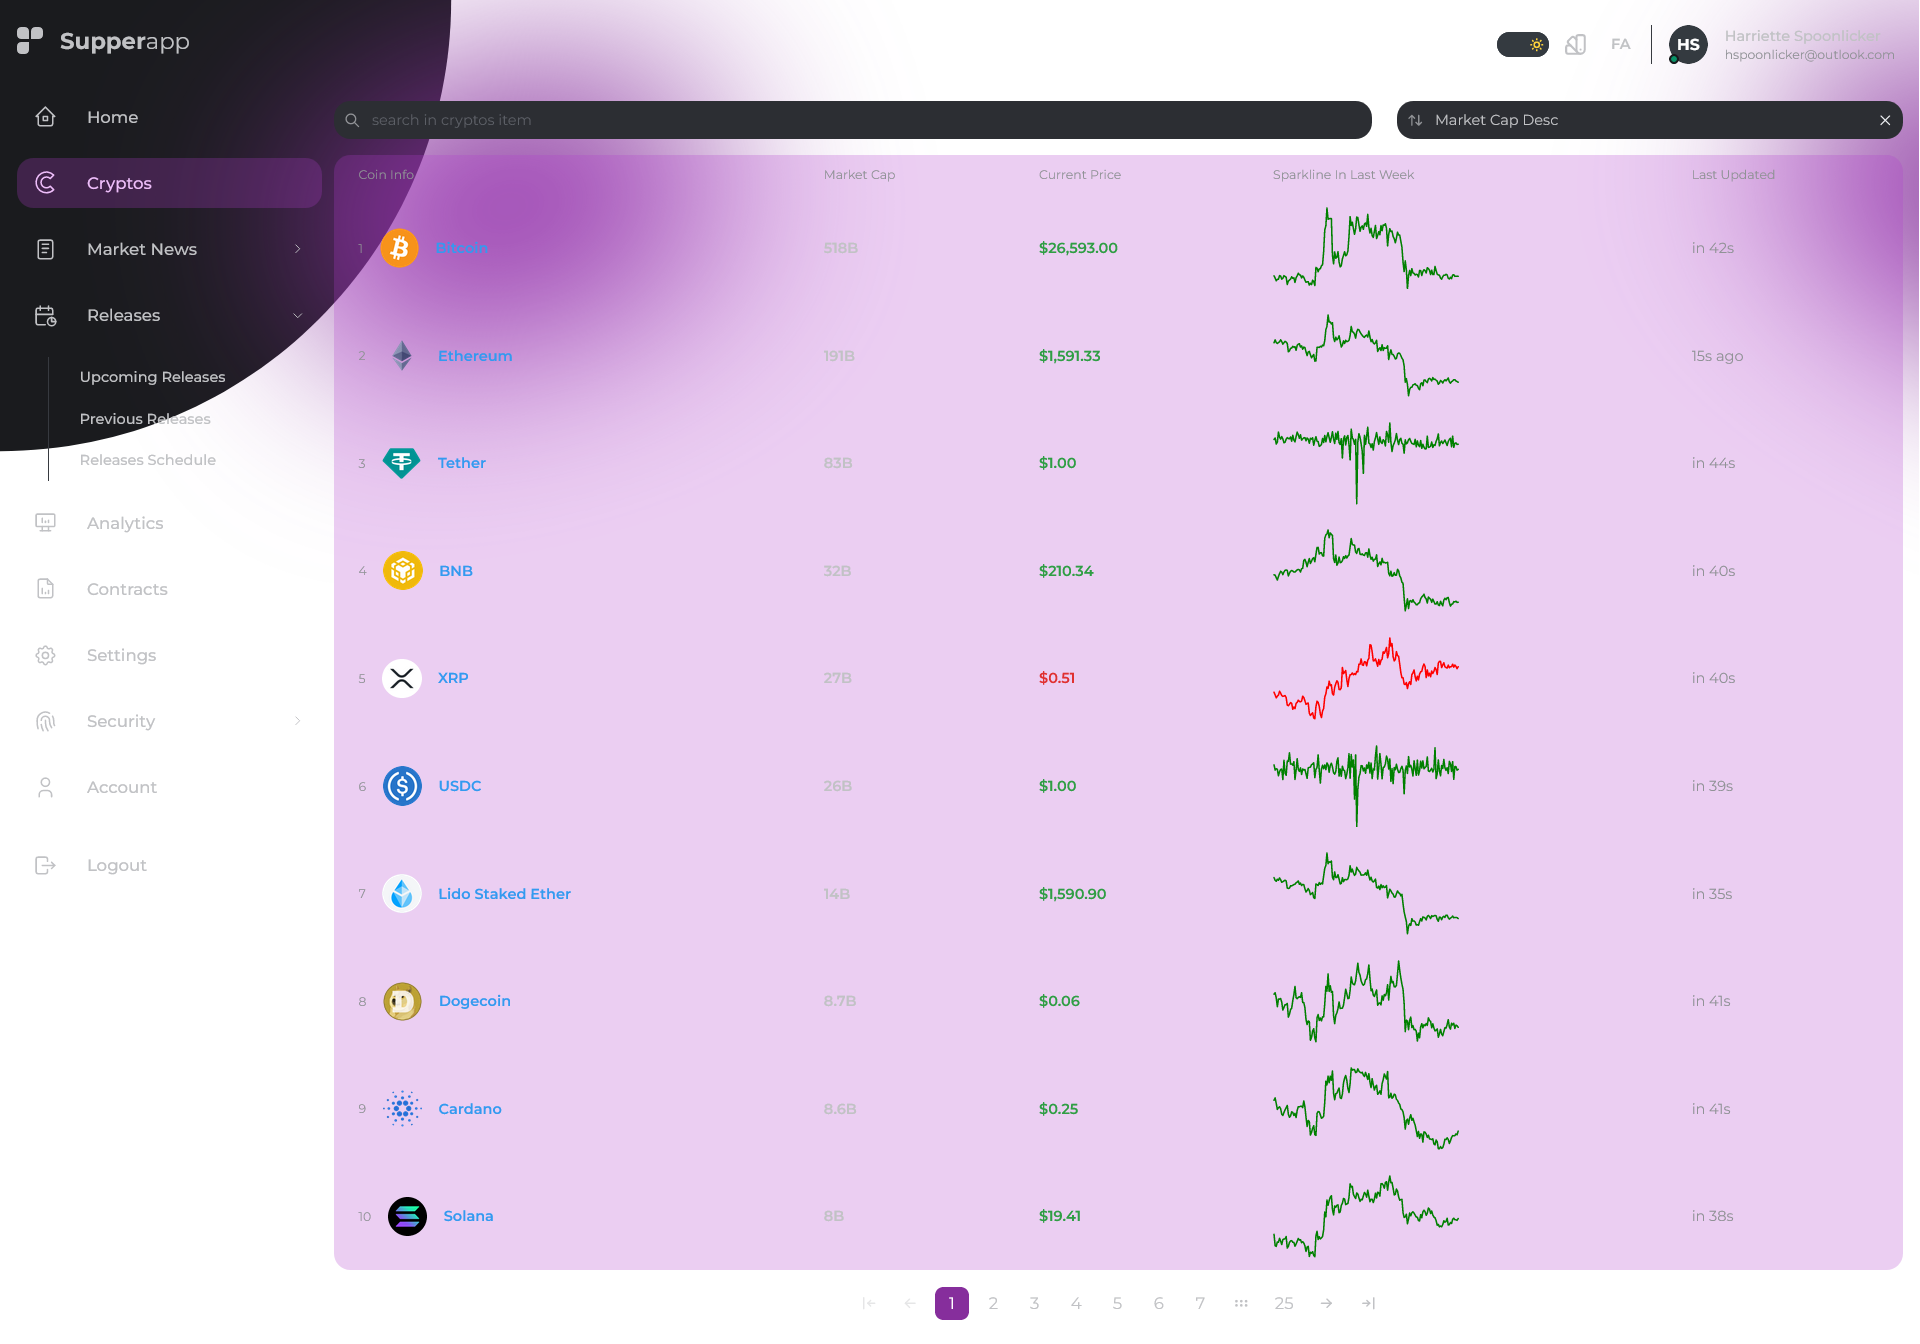 Supperapp
FA
HS
Harriette Spoonlicker
hspoonlicker@outlook.com
Home
Cryptos
Market News
Releases
Upcoming Releases
Previous Releases
Releases Schedule
Analytics
Contracts
Settings
Security
Account
Logout
search in cryptos item
Market Cap Desc
Coin Info Market Cap Current Price Sparkline In Last Week Last Updated
1 Bitcoin 518B $26,593.00 in 42s
2 Ethereum 191B $1,591.33 15s ago
3 Tether 83B $1.00 in 44s
4 BNB 32B $210.34 in 40s
5 XRP 27B $0.51 in 40s
6 USDC 26B $1.00 in 39s
7 Lido Staked Ether 14B $1,590.90 in 35s
8 Dogecoin 8.7B $0.06 in 41s
9 Cardano 8.6B $0.25 in 41s
10 Solana 8B $19.41 in 38s
1 2 3 4 5 6 7 25